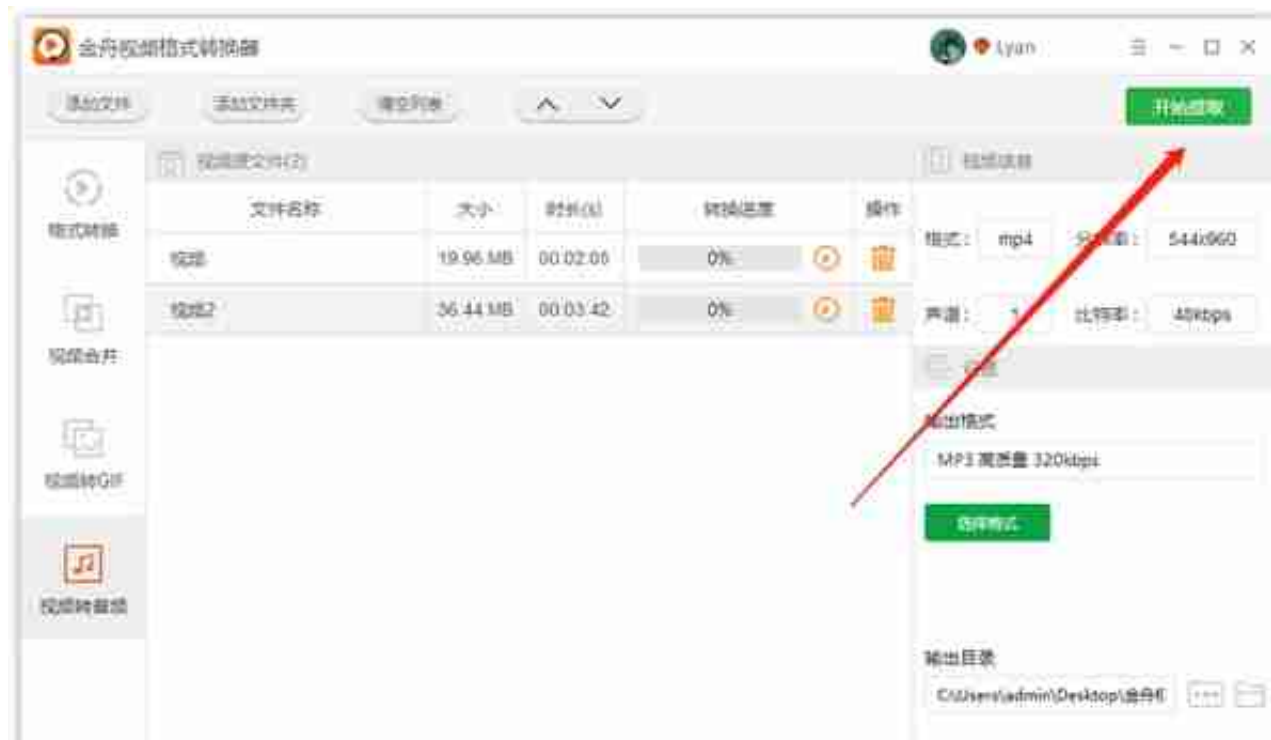 金舟视频格式转换器
Lyan
添加文件 添加文件夹 清空列表
开始提取
视频源文件(2)
视频信息
文件名称 大小 时长(s) 转换进度 操作
格式转换
视频 19.96 MB 00:02:05 0%
格式: mp4 分辨率: 544x960
视频2 36.44 MB 00:03:42 0%
声道: 1 比特率: 48kbps
视频合并
设置
输出格式
MP3 高质量 320kbps
视频转GIF
选择格式
视频转音频
输出目录
C:\Users\admin\Desktop\金舟